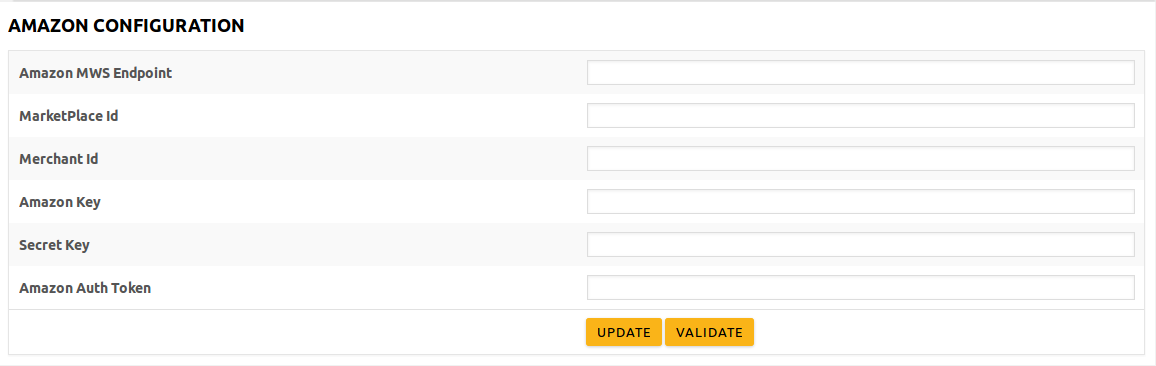 AMAZON CONFIGURATION
Amazon MWS Endpoint
MarketPlace Id
Merchant Id
Amazon Key
Secret Key
Amazon Auth Token
UPDATE VALIDATE